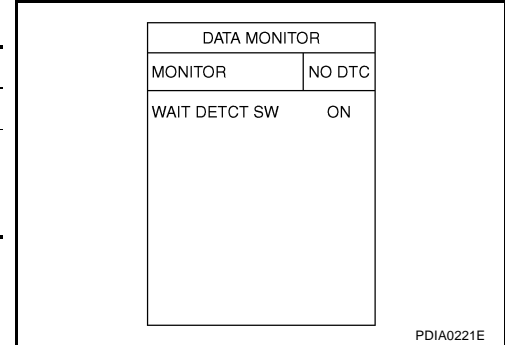 DATA MONITOR
MONITOR NO DTC
WAIT DETCT SW ON
PDIA0221E